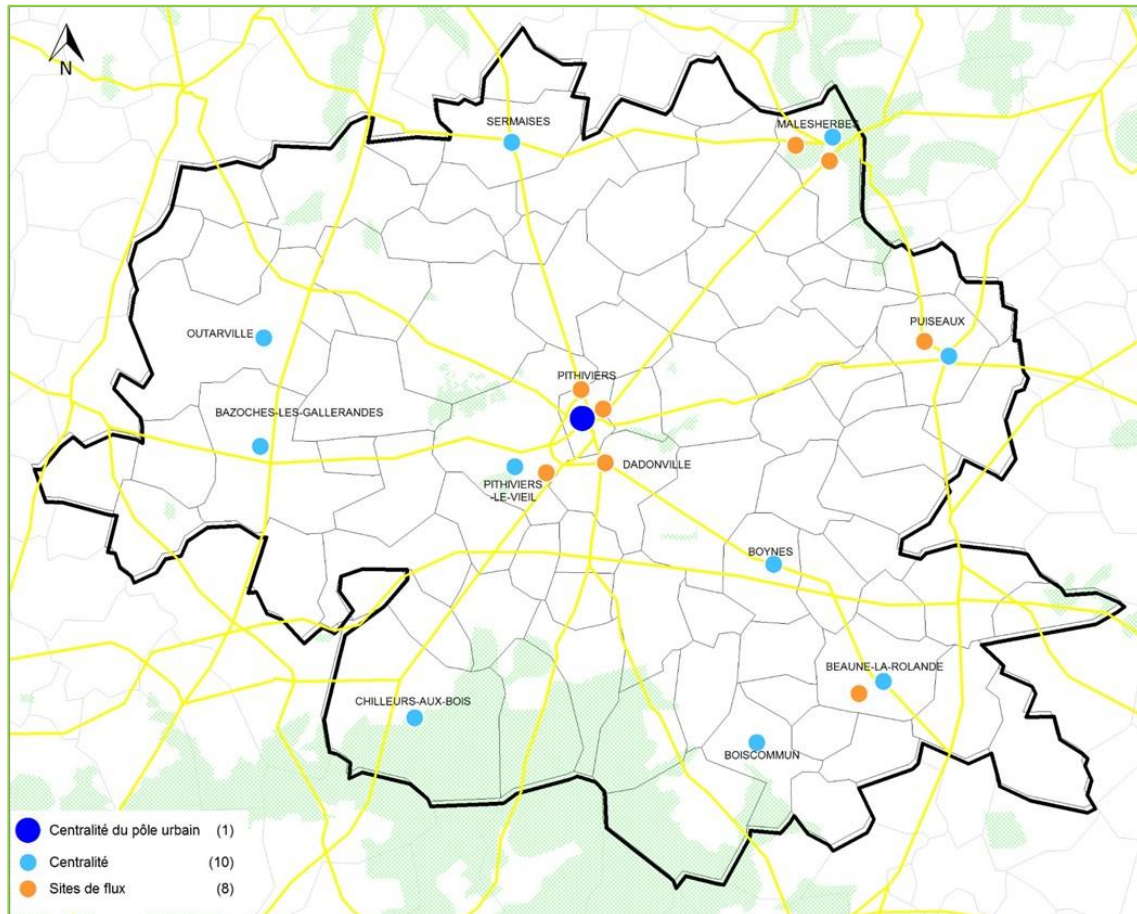 N
SERMAISES
MALESHERBES
OUTARVILLE
PUISEAUX
PITHIVIERS
BAZOCHES-LES-GALLERANDES
DADONVILLE
PITHIVIERS
-LE-VIEIL
BOYNES
BEAUNE-LA-ROLANDE
CHILLEURS-AUX-BOIS
BOISCOMMUN
Centralité du pôle urbain (1)
Centralité (10)
Sites de flux (8)